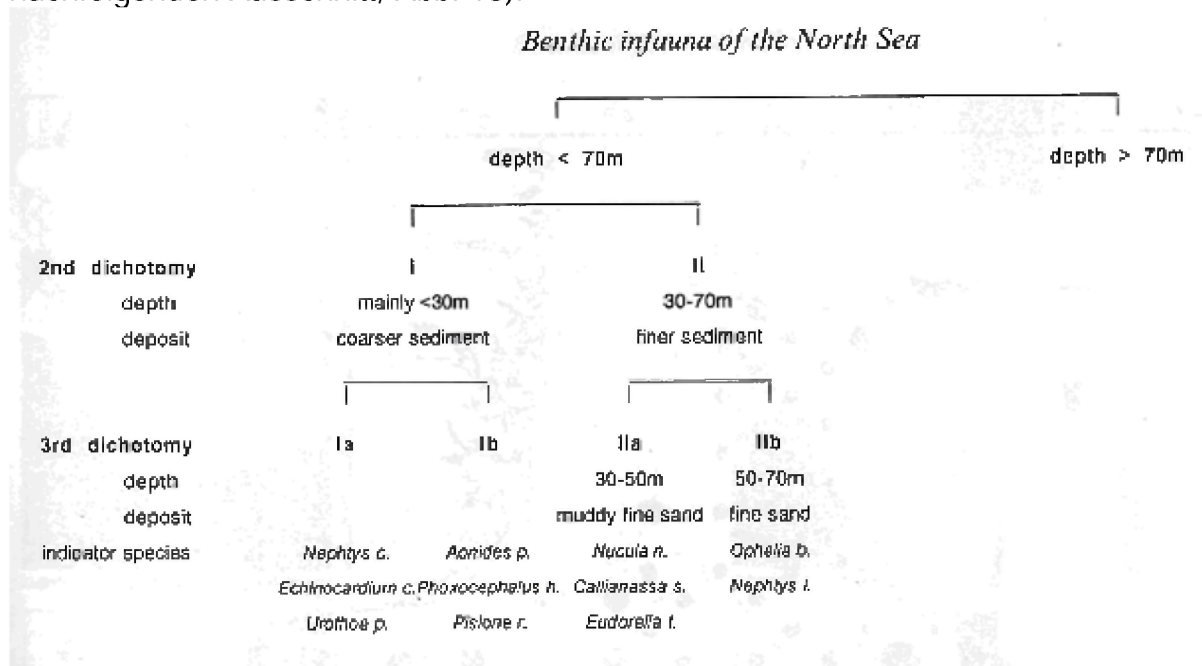 Benthic infauna of the North Sea
depth < 70m depth > 70m
2nd dichotomy I II
depth mainly <30m 30-70m
deposit coarser sediment finer sediment
3rd dichotomy Ia Ib IIa IIb
depth 30-50m 50-70m
deposit muddy fine sand fine sand
indicator species Nephtys c. Aonides p. Nucula n. Ophelia b.
Echinocardium c. Phoxocephalus h. Callianassa s. Nephtys l.
Urothoe p. Pisione r. Eudorella t.